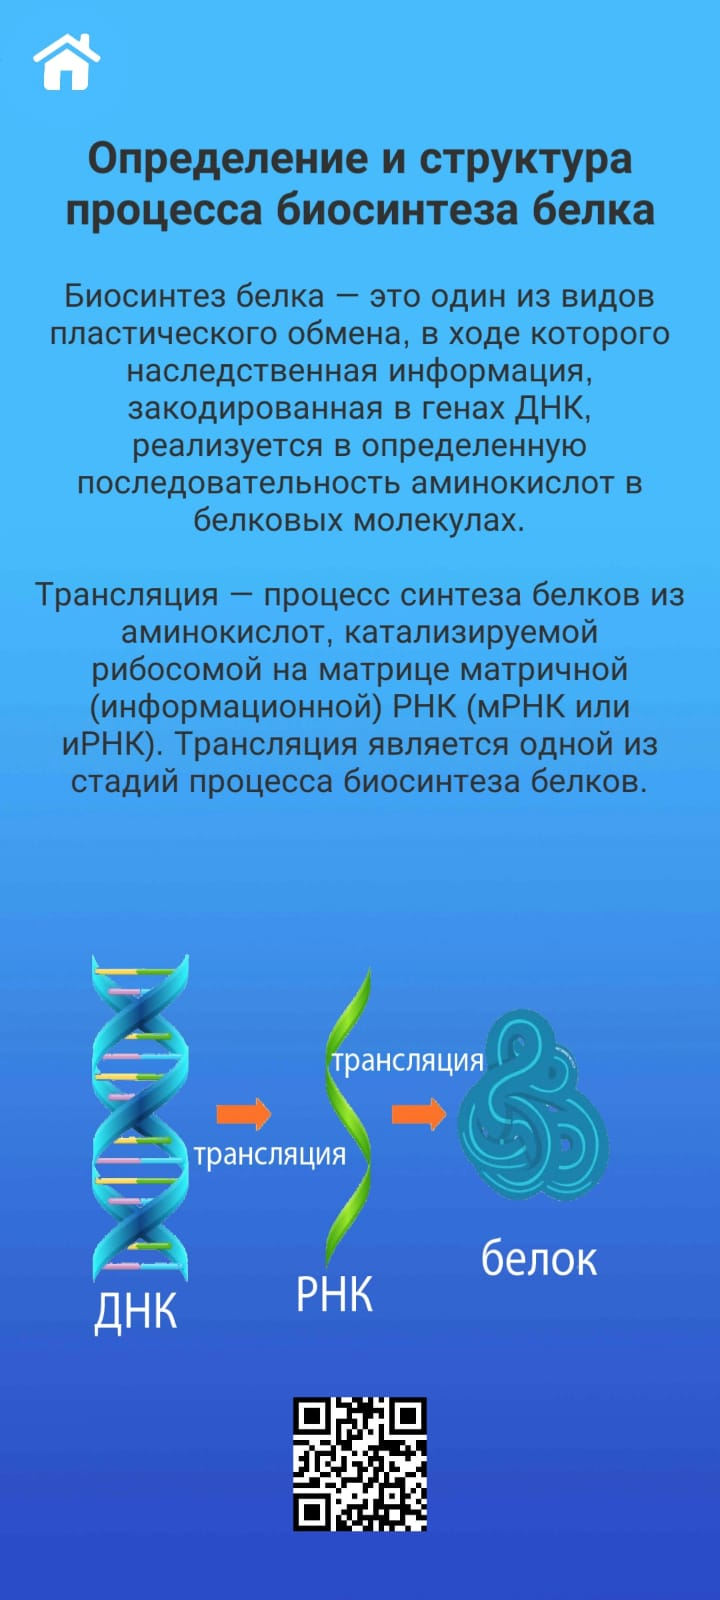 Определение и структура
процесса биосинтеза белка
Биосинтез белка — это один из видов
пластического обмена, в ходе которого
наследственная информация,
закодированная в генах ДНК,
реализуется в определенную
последовательность аминокислот в
белковых молекулах.
Трансляция — процесс синтеза белков из
аминокислот, катализируемой
рибосомой на матрице матричной
(информационной) РНК (мРНК или
иРНК). Трансляция является одной из
стадий процесса биосинтеза белков.
трансляция
трансляция
белок
РНК
ДНК